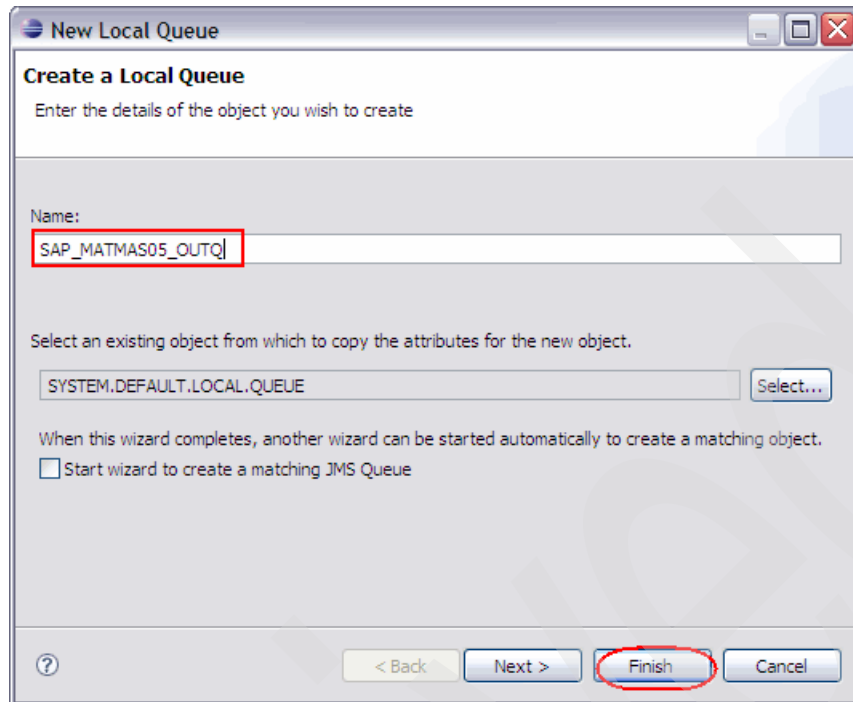 New Local Queue
Create a Local Queue
Enter the details of the object you wish to create
Name:
SAP_MATMAS05_OUTQ
Select an existing object from which to copy the attributes for the new object.
SYSTEM.DEFAULT.LOCAL.QUEUE
Select...
When this wizard completes, another wizard can be started automatically to create a matching object.
Start wizard to create a matching JMS Queue
?
< Back
Next >
Finish
Cancel